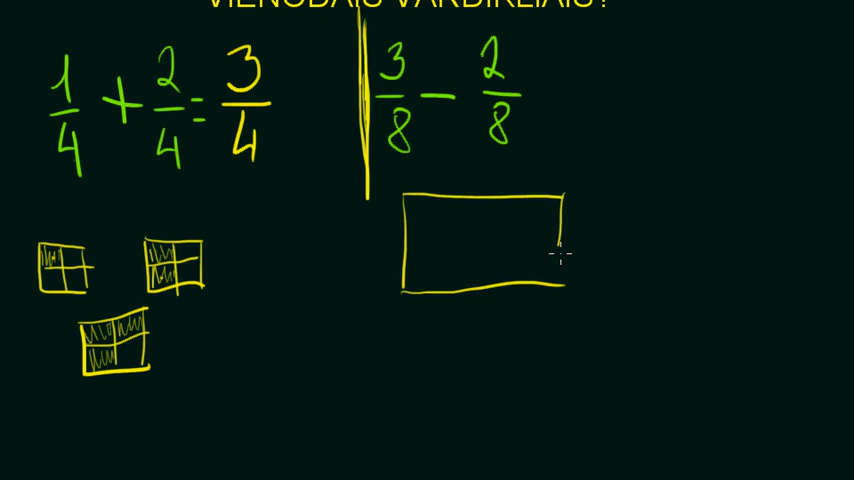 VIENODAIS VARDIKLIAIS?
1/4 + 2/4 = 3/4
3/8 - 2/8